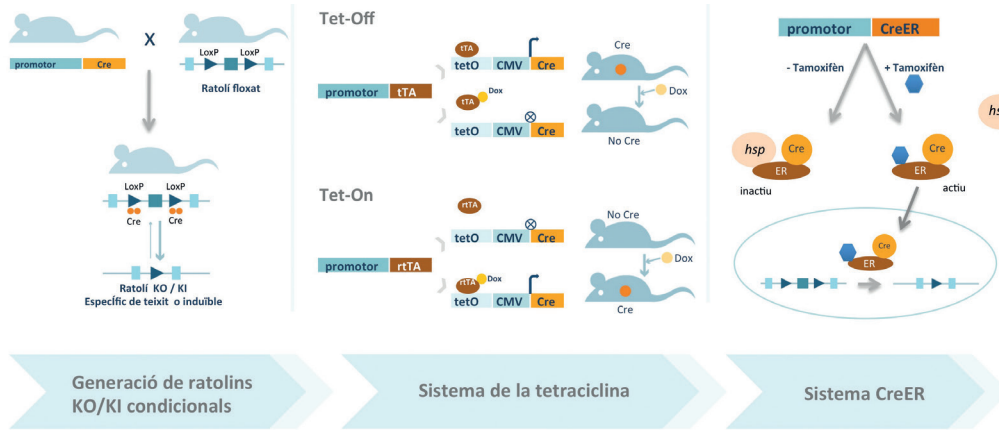 X
promotor Cre
LoxP LoxP
Ratolí floxat
LoxP LoxP
Cre Cre
Ratolí KO / KI
Específic de teixit o induïble
Generació de ratolins
KO/KI condicionals
Tet-Off
promotor tTA
tTA
tetO CMV Cre
tTA Dox
tetO CMV Cre
Cre
Dox
No Cre
Tet-On
promotor rtTA
rtTA
tetO CMV Cre
rtTA Dox
tetO CMV Cre
No Cre
Dox
Cre
Sistema de la tetraciclina
promotor CreER
- Tamoxifèn + Tamoxifèn
hsp Cre
ER
inactiu
Cre
ER
actiu
hs
Cre
ER
Sistema CreER